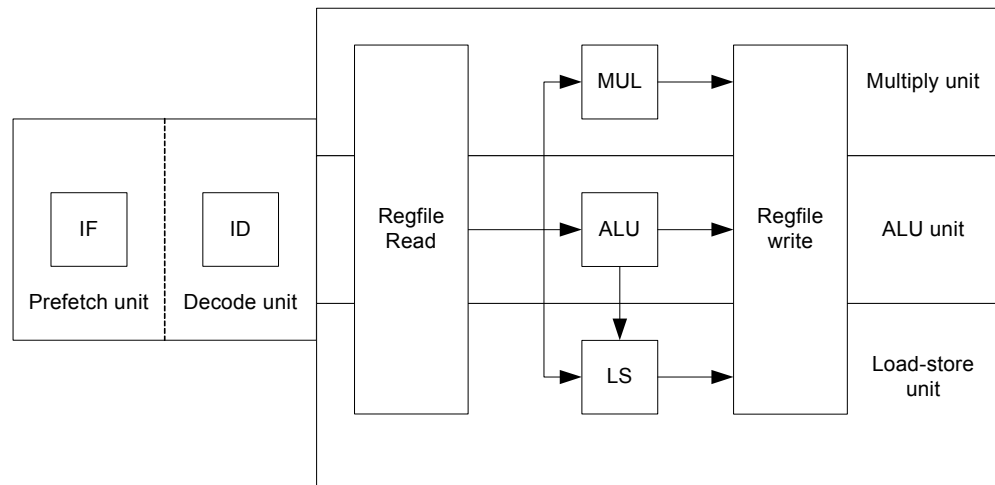 MUL
Multiply unit
IF
ID
Regfile
Read
ALU
Regfile
write
ALU unit
Prefetch unit
Decode unit
LS
Load-store
unit